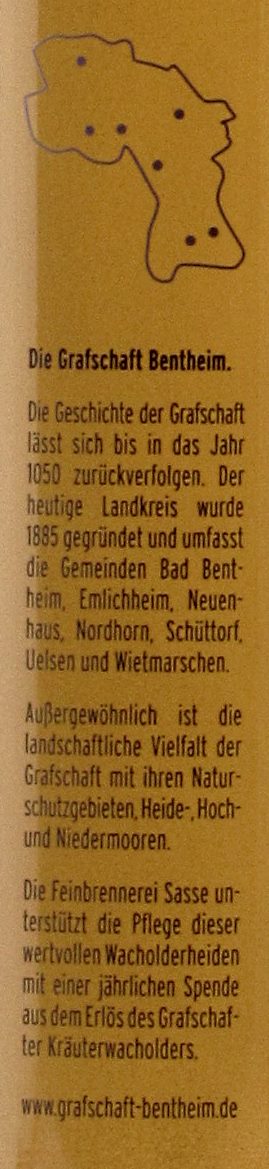 Die Grafschaft Bentheim.
Die Geschichte der Grafschaft
lässt sich bis in das Jahr
1050 zurückverfolgen. Der
heutige Landkreis wurde
1885 gegründet und umfasst
die Gemeinden Bad Bent-
heim, Emlichheim, Neuen-
haus, Nordhorn, Schüttorf,
Uelsen und Wietmarschen.
Außergewöhnlich ist die
landschaftliche Vielfalt der
Grafschaft mit ihren Natur-
schutzgebieten, Heide-, Hoch-
und Niedermooren.
Die Feinbrennerei Sasse un-
terstützt die Pflege dieser
wertvollen Wacholderheiden
mit einer jährlichen Spende
aus dem Erlös des Grafschaf-
ter Kräuterwacholders.
www.grafschaft-bentheim.de